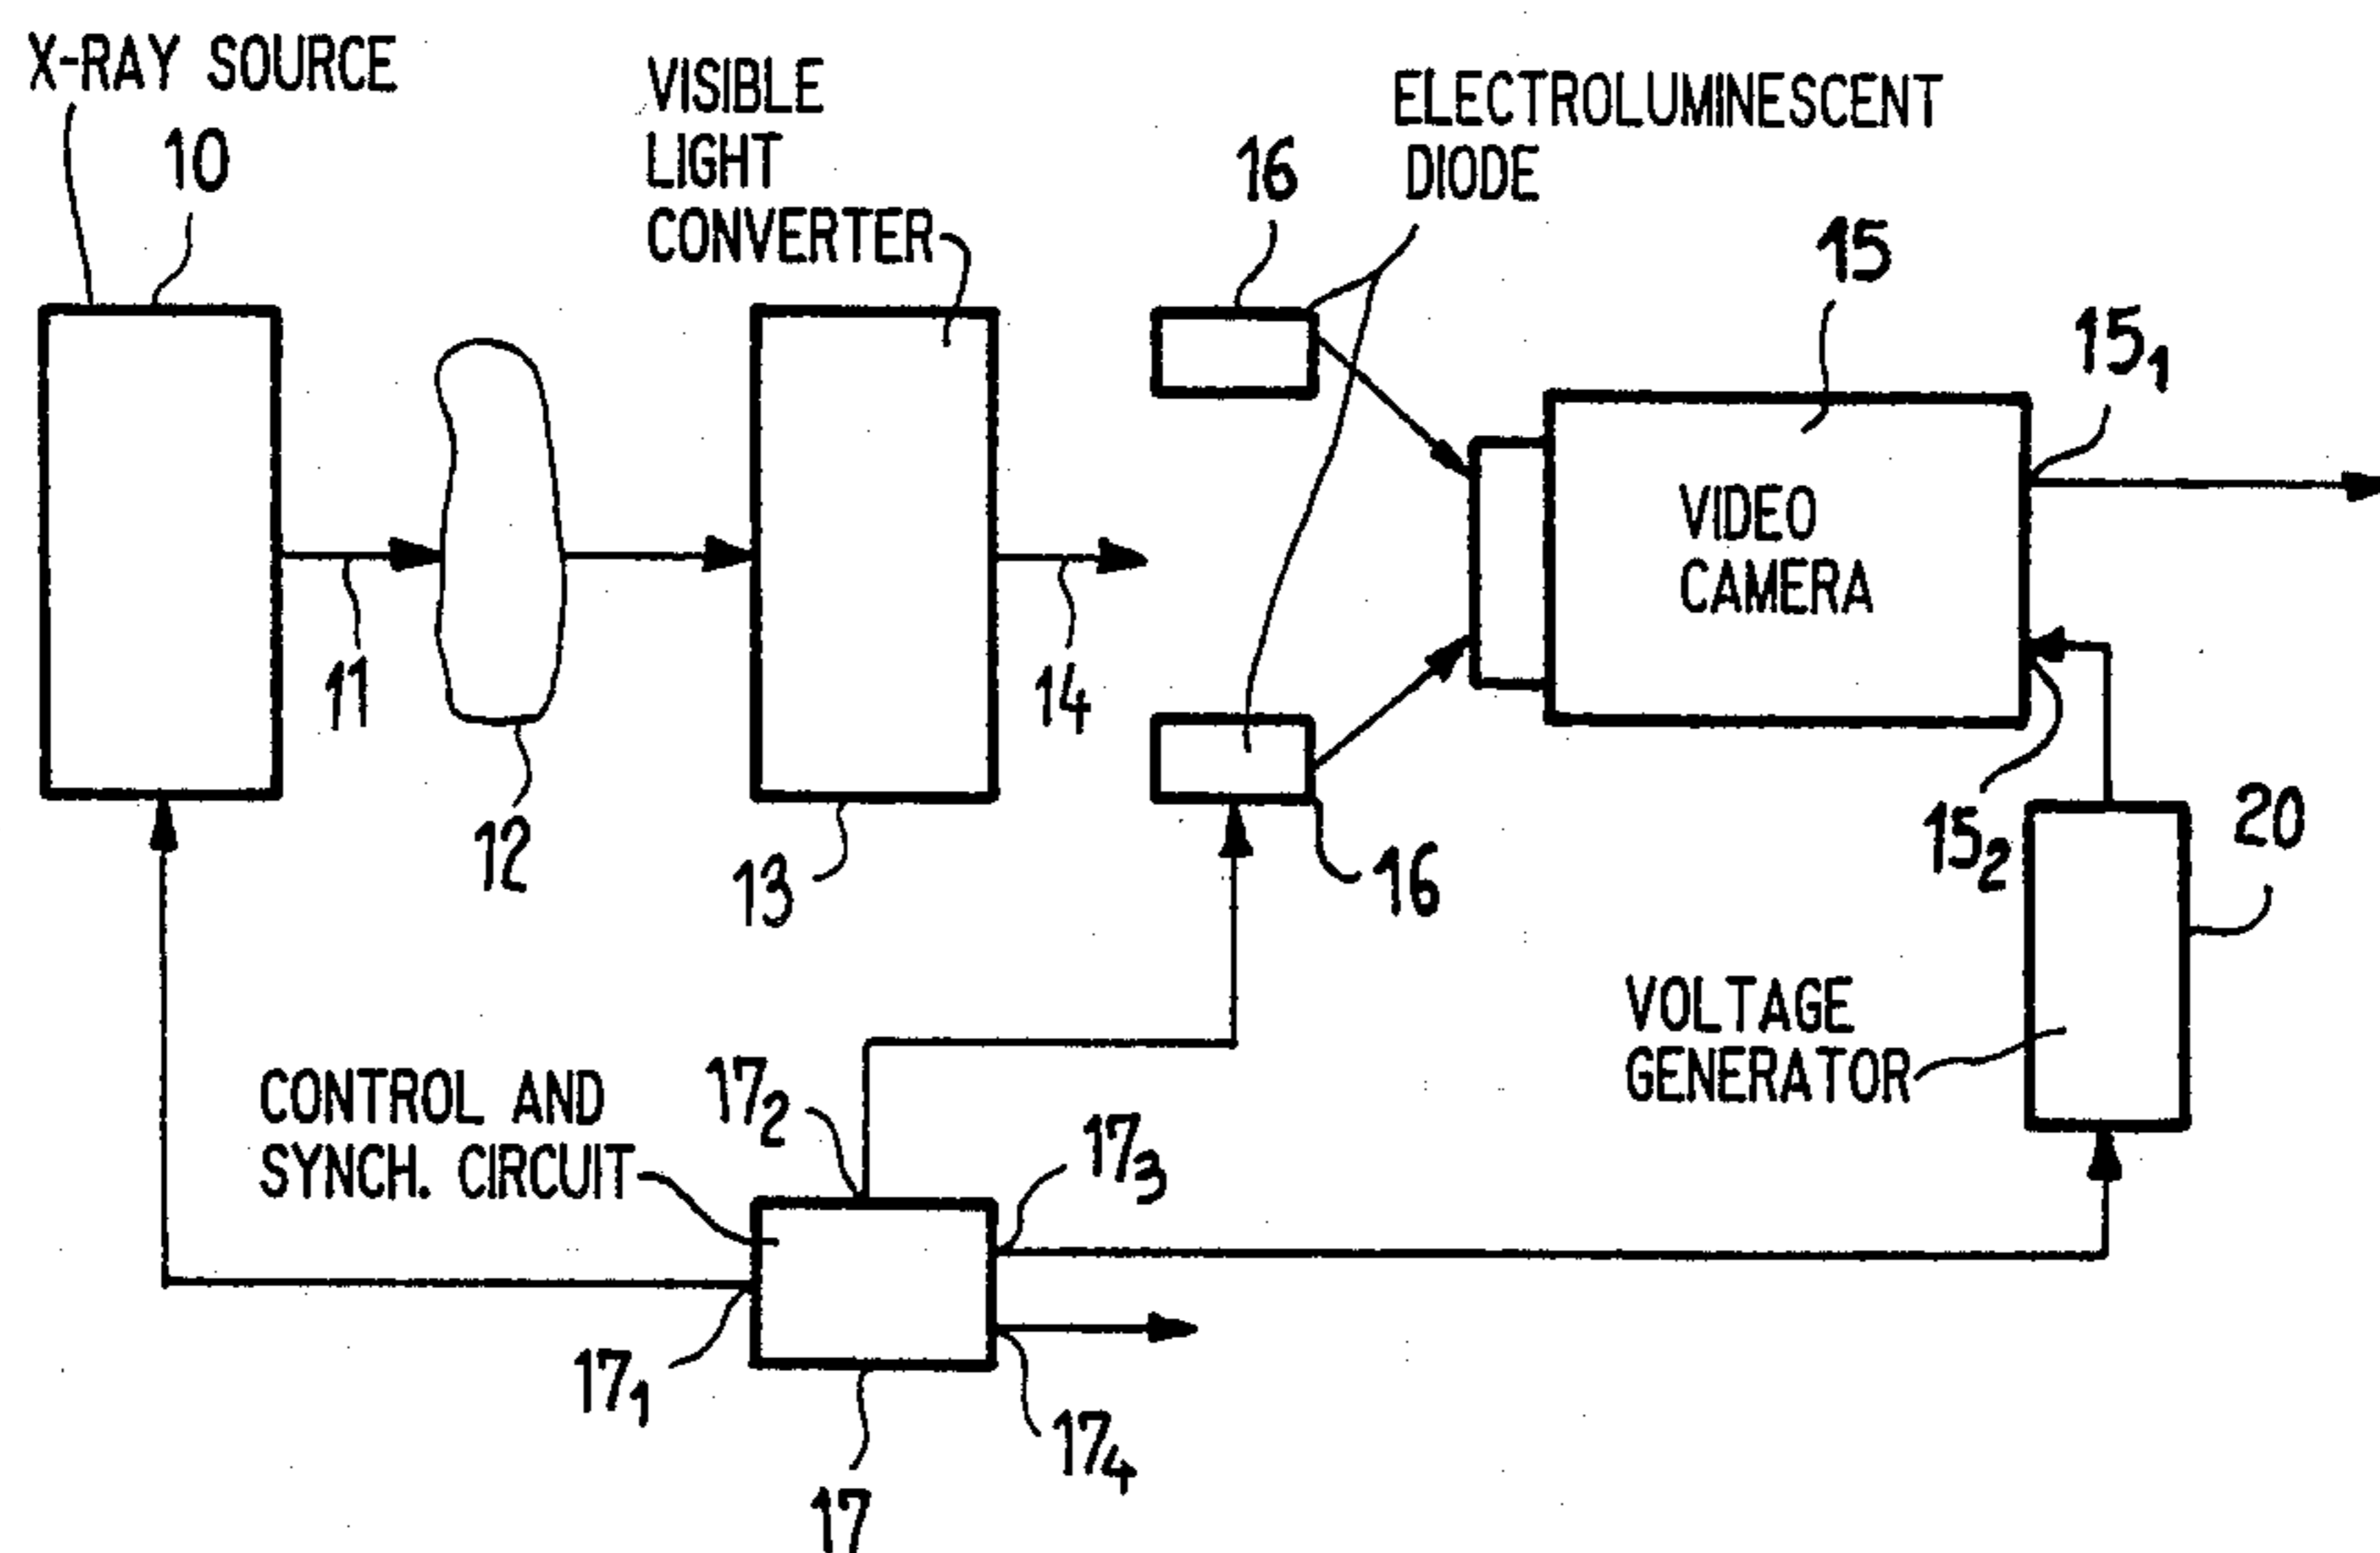 X-RAY SOURCE
10
VISIBLE
LIGHT
CONVERTER
16
ELECTROLUMINESCENT
DIODE
15
15₁
VIDEO
CAMERA
11
12
13
14
16
15₂
20
VOLTAGE
GENERATOR
CONTROL AND
SYNCH. CIRCUIT
17₂
17₃
17₁
17₄
17